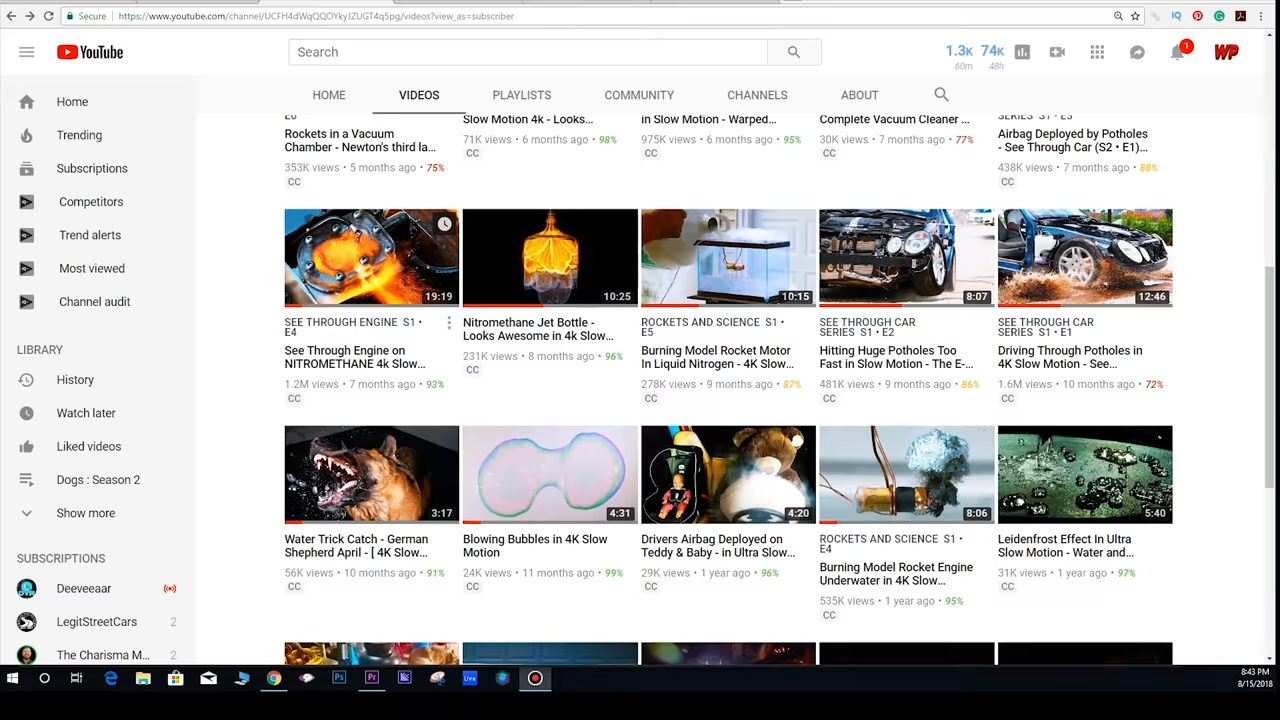 Secure
https://www.youtube.com/channel/UCFH4dWqQQOYkyJZUGT4q5pg/videos?view_as=subscriber
YouTube
Search
1.3K 74K
60m 48h
1
WP
HOME VIDEOS PLAYLISTS COMMUNITY CHANNELS ABOUT
Home
Trending
Subscriptions
Competitors
Trend alerts
Most viewed
Channel audit
LIBRARY
History
Watch later
Liked videos
Dogs : Season 2
Show more
SUBSCRIPTIONS
Deveeeaar
LegitStreetCars 2
The Charisma M... 2
E6
Rockets in a Vacuum
Chamber - Newton's third la...
353K views • 5 months ago • 75%
CC
Slow Motion 4k - Looks...
71K views • 6 months ago • 98%
CC
in Slow Motion - Warped...
975K views • 6 months ago • 95%
CC
Complete Vacuum Cleaner ...
30K views • 7 months ago • 77%
CC
SERIES S1 • E3
Airbag Deployed by Potholes
- See Through Car (S2 • E1)...
438K views • 7 months ago • 88%
CC
19:19
SEE THROUGH ENGINE S1 •
E4
See Through Engine on
NITROMETHANE 4k Slow...
1.2M views • 7 months ago • 93%
CC
10:25
Nitromethane Jet Bottle -
Looks Awesome in 4k Slow...
231K views • 8 months ago • 96%
CC
10:15
ROCKETS AND SCIENCE S1 •
E5
Burning Model Rocket Motor
In Liquid Nitrogen - 4K Slow...
278K views • 9 months ago • 87%
CC
8:07
SEE THROUGH CAR
SERIES S1 • E2
Hitting Huge Potholes Too
Fast in Slow Motion - The E-...
481K views • 9 months ago • 86%
CC
12:46
SEE THROUGH CAR
SERIES S1 • E1
Driving Through Potholes in
4K Slow Motion - See...
1.6M views • 10 months ago • 72%
CC
3:17
Water Trick Catch - German
Shepherd April - [ 4K Slow...
56K views • 10 months ago • 91%
CC
4:31
Blowing Bubbles in 4K Slow
Motion
24K views • 11 months ago • 99%
CC
4:20
Drivers Airbag Deployed on
Teddy & Baby - in Ultra Slow...
29K views • 1 year ago • 96%
CC
8:06
ROCKETS AND SCIENCE S1 •
E4
Burning Model Rocket Engine
Underwater in 4K Slow...
535K views • 1 year ago • 95%
CC
5:40
Leidenfrost Effect In Ultra
Slow Motion - Water and...
31K views • 1 year ago • 97%
CC
Ps
Pr
Live
8:43 PM
8/15/2018